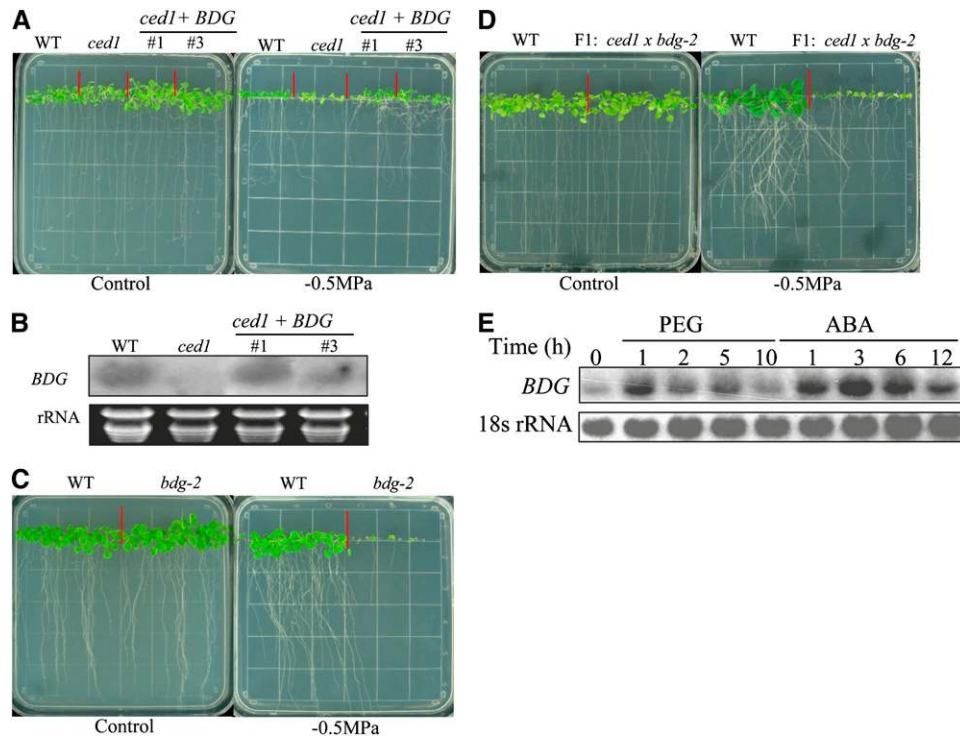 A
ced1 + BDG
WT ced1 #1 #3
ced1 + BDG
WT ced1 #1 #3
Control -0.5MPa
B
ced1 + BDG
WT ced1 #1 #3
BDG
rRNA
C
WT bdg-2 WT bdg-2
Control -0.5MPa
D
WT F1: ced1 x bdg-2 WT F1: ced1 x bdg-2
Control -0.5MPa
E
PEG ABA
Time (h) 0 1 2 5 10 1 3 6 12
BDG
18s rRNA